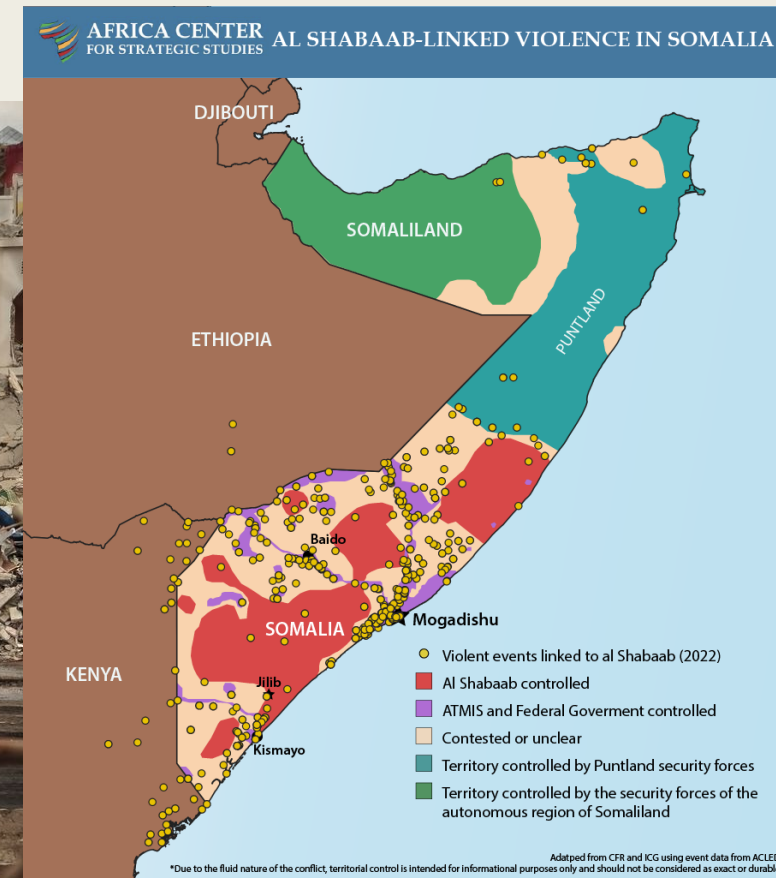 AFRICA CENTER
FOR STRATEGIC STUDIES
AL SHABAAB-LINKED VIOLENCE IN SOMALIA
DJIBOUTI
SOMALILAND
ETHIOPIA
PUNTLAND
Baido
SOMALIA
Mogadishu
KENYA
Jilib
Kismayo
Violent events linked to al Shabaab (2022)
Al Shabaab controlled
ATMIS and Federal Goverment controlled
Contested or unclear
Territory controlled by Puntland security forces
Territory controlled by the security forces of the
autonomous region of Somaliland
Adatped from CFR and ICG using event data from ACLED
*Due to the fluid nature of the conflict, territorial control is intended for informational purposes only and should not be considered as exact or durable